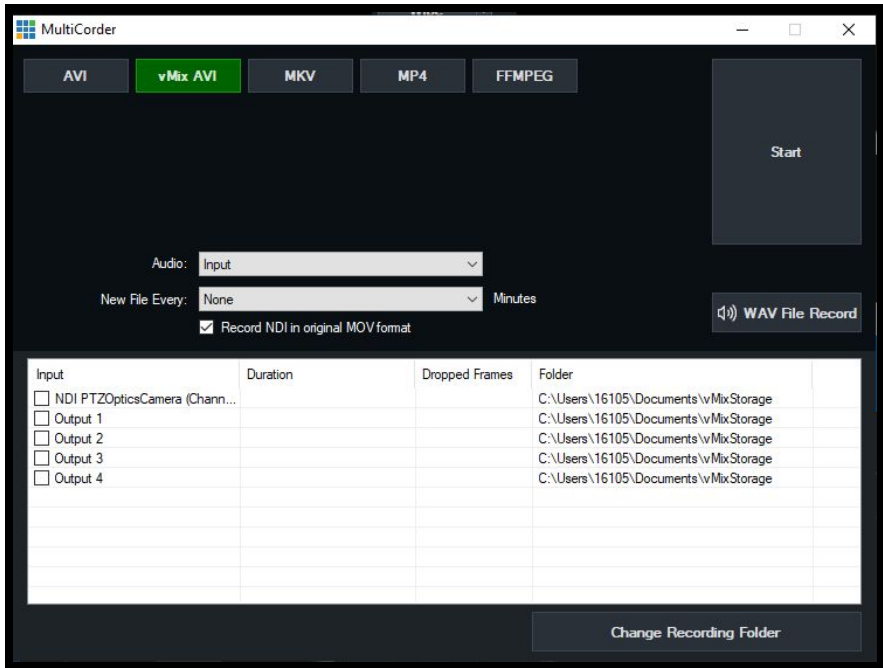 MultiCorder
AVI vMix AVI MKV MP4 FFMPEG
Start
Audio: Input
New File Every: None Minutes
Record NDI in original MOV format
WAV File Record
Input Duration Dropped Frames Folder
NDI PTZOpticsCamera (Chann... C:\Users\16105\Documents\vMixStorage
Output 1 C:\Users\16105\Documents\vMixStorage
Output 2 C:\Users\16105\Documents\vMixStorage
Output 3 C:\Users\16105\Documents\vMixStorage
Output 4 C:\Users\16105\Documents\vMixStorage
Change Recording Folder